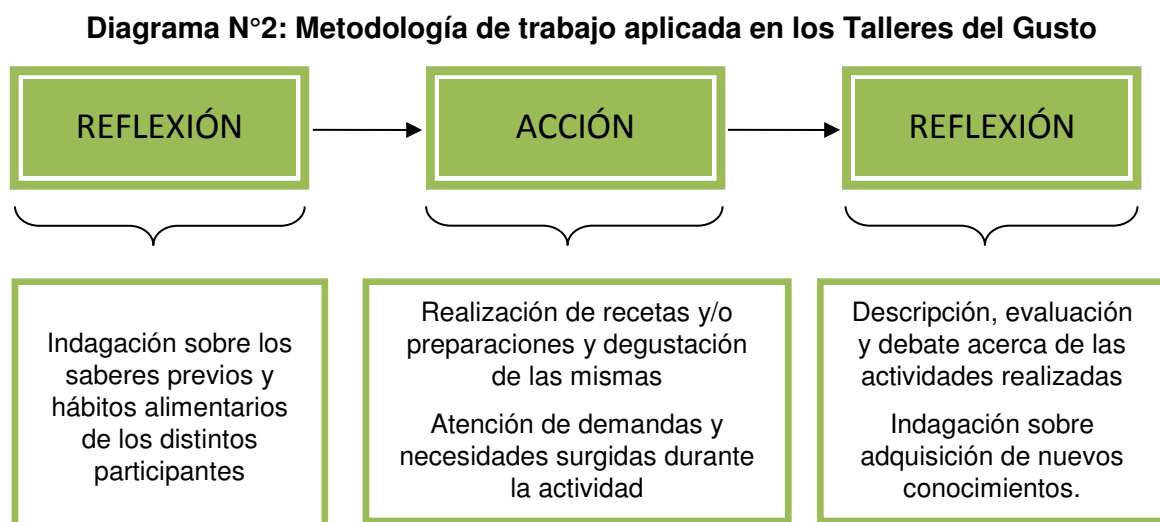 Diagrama N°2: Metodología de trabajo aplicada en los Talleres del Gusto
REFLEXIÓN
ACCIÓN
REFLEXIÓN
Indagación sobre los
saberes previos y
hábitos alimentarios
de los distintos
participantes
Realización de recetas y/o
preparaciones y degustación
de las mismas
Atención de demandas y
necesidades surgidas durante
la actividad
Descripción, evaluación
y debate acerca de las
actividades realizadas
Indagación sobre
adquisición de nuevos
conocimientos.